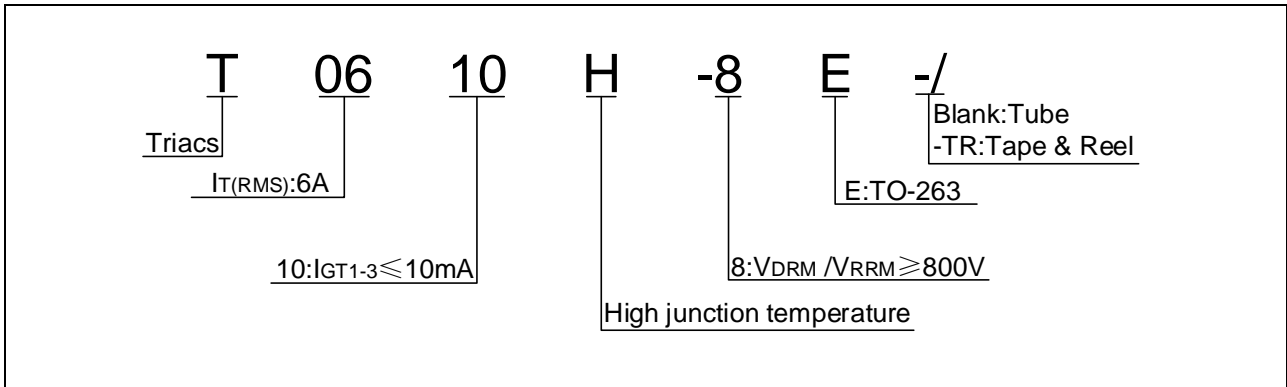 T 06 10 H -8 E -/
Blank:Tube
Triacs
-TR:Tape & Reel
IT(RMS):6A
E:TO-263
10:IGT1-3≤10mA
8:VDRM /VRRM≥800V
High junction temperature